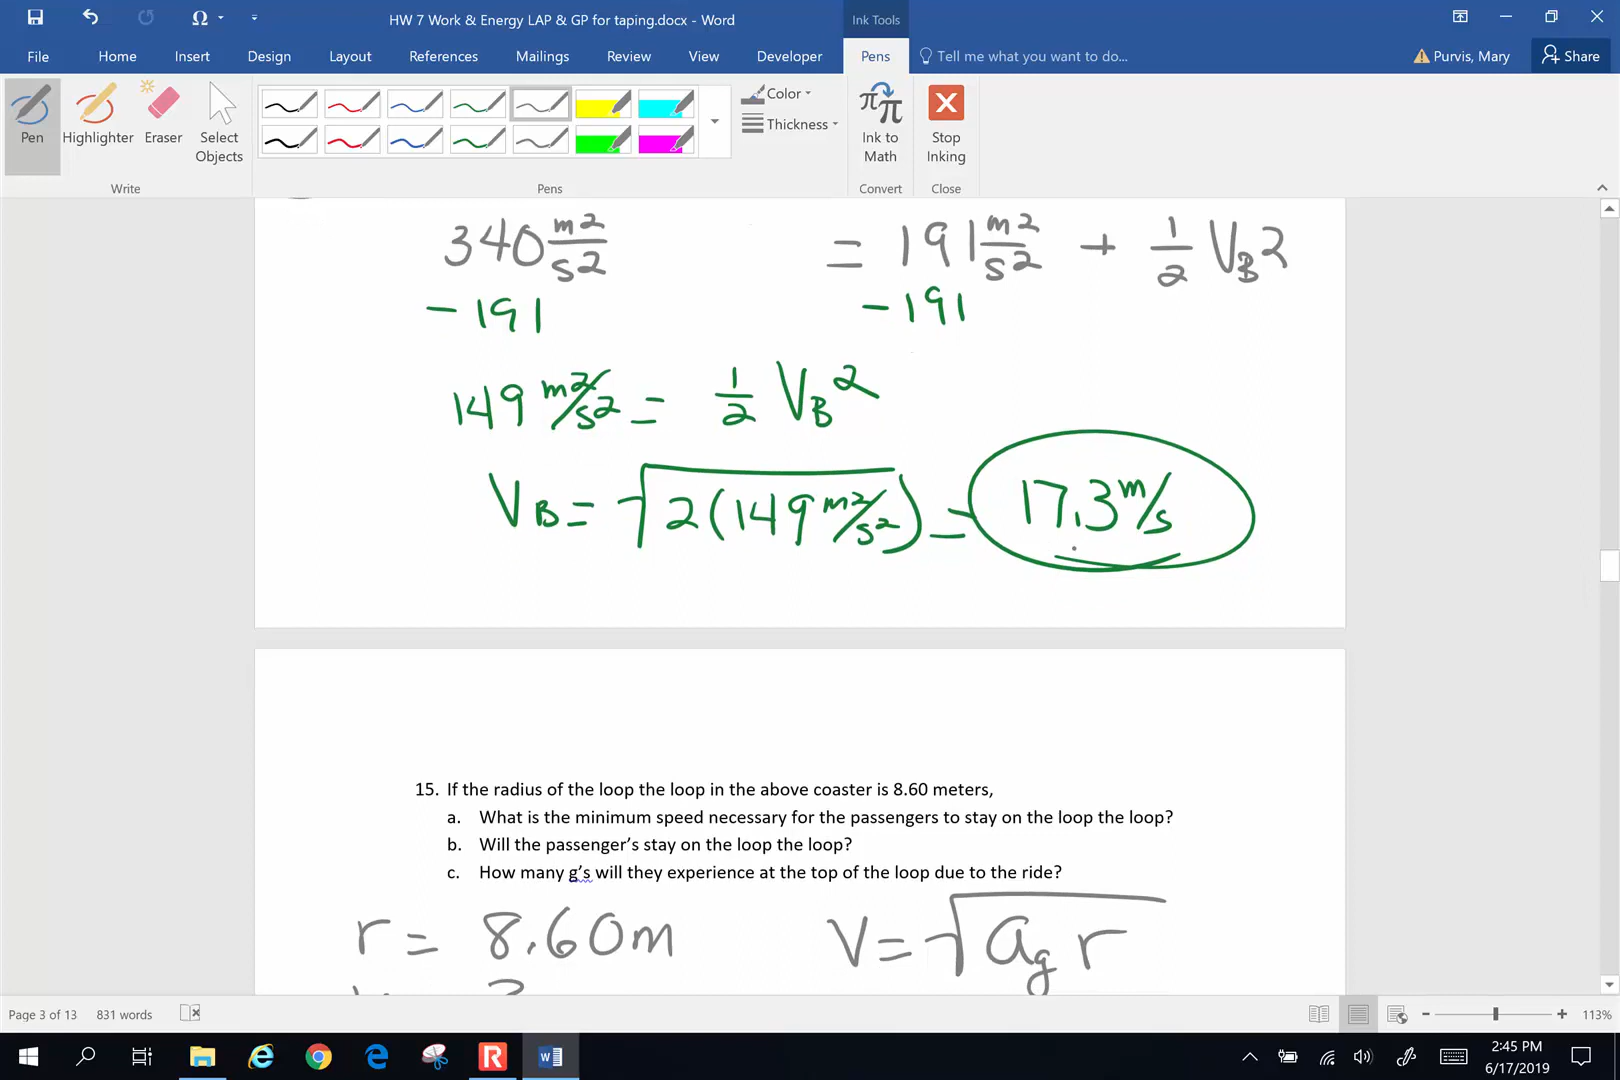 HW 7 Work & Energy LAP & GP for taping.docx - Word
Ink Tools
File Home Insert Design Layout References Mailings Review View Developer Pens Tell me what you want to do... Purvis, Mary Share
Pen Highlighter Eraser Select Objects
Color
Thickness
Ink to Math
Stop Inking
Write Pens Convert Close
340 m2/s2 = 191 m2/s2 + 1/2 VB2
-191 -191
149 m2/s2 = 1/2 VB2
VB = √2(149 m2/s2) = 17.3 m/s
15. If the radius of the loop the loop in the above coaster is 8.60 meters,
a. What is the minimum speed necessary for the passengers to stay on the loop the loop?
b. Will the passenger's stay on the loop the loop?
c. How many g's will they experience at the top of the loop due to the ride?
r = 8.60m V = √ag r
Page 3 of 13 831 words 113%
2:45 PM
6/17/2019